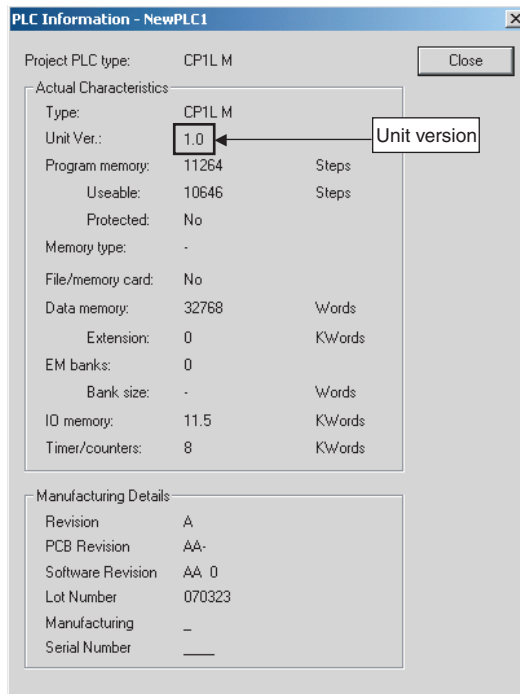 PLC Information - NewPLC1
Project PLC type: CP1L M Close
Actual Characteristics
Type: CP1L M
Unit Ver.: 1.0 Unit version
Program memory: 11264 Steps
Useable: 10646 Steps
Protected: No
Memory type: -
File/memory card: No
Data memory: 32768 Words
Extension: 0 KWords
EM banks: 0
Bank size: - Words
IO memory: 11.5 KWords
Timer/counters: 8 KWords
Manufacturing Details
Revision A
PCB Revision AA-
Software Revision AA 0
Lot Number 070323
Manufacturing _
Serial Number ____